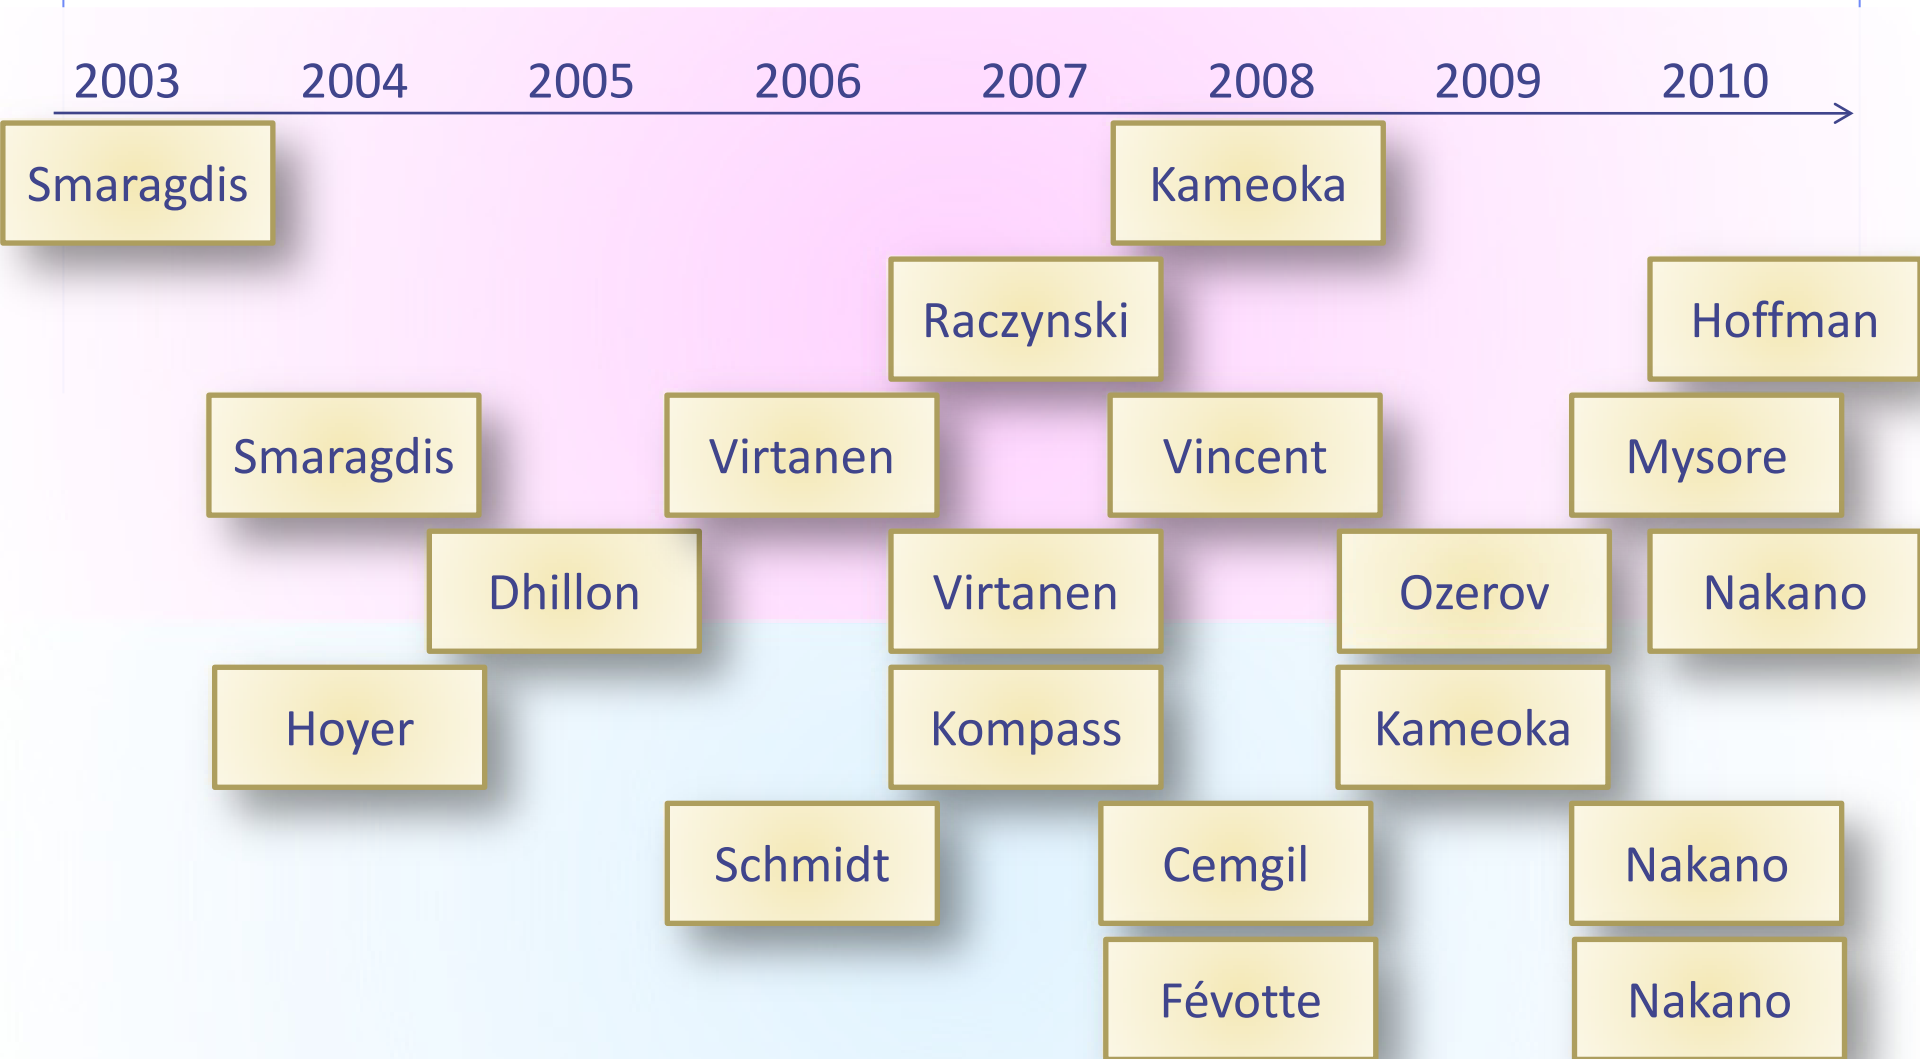 2003 2004 2005 2006 2007 2008 2009 2010
Smaragdis Kameoka
Raczynski Hoffman
Smaragdis Virtanen Vincent Mysore
Dhillon Virtanen Ozerov Nakano
Hoyer Kompass Kameoka
Schmidt Cemgil Nakano
Févotte Nakano